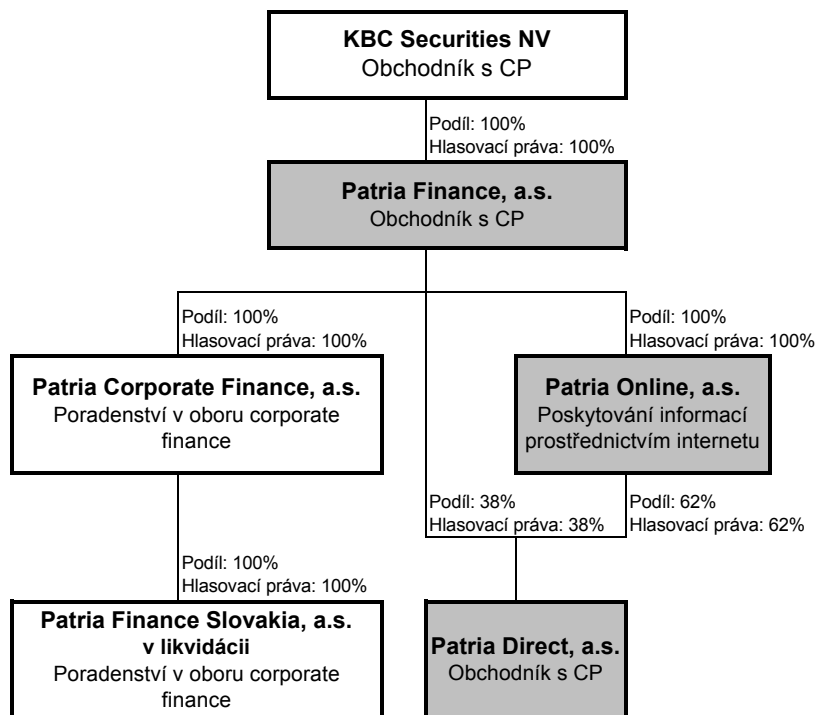 KBC Securities NV
Obchodník s CP
Podíl: 100%
Hlasovací práva: 100%
Patria Finance, a.s.
Obchodník s CP
Podíl: 100%
Hlasovací práva: 100%
Podíl: 100%
Hlasovací práva: 100%
Patria Corporate Finance, a.s.
Poradenství v oboru corporate
finance
Patria Online, a.s.
Poskytování informací
prostřednictvím internetu
Podíl: 38%
Hlasovací práva: 38%
Podíl: 62%
Hlasovací práva: 62%
Podíl: 100%
Hlasovací práva: 100%
Patria Finance Slovakia, a.s.
v likvidácii
Poradenství v oboru corporate
finance
Patria Direct, a.s.
Obchodník s CP